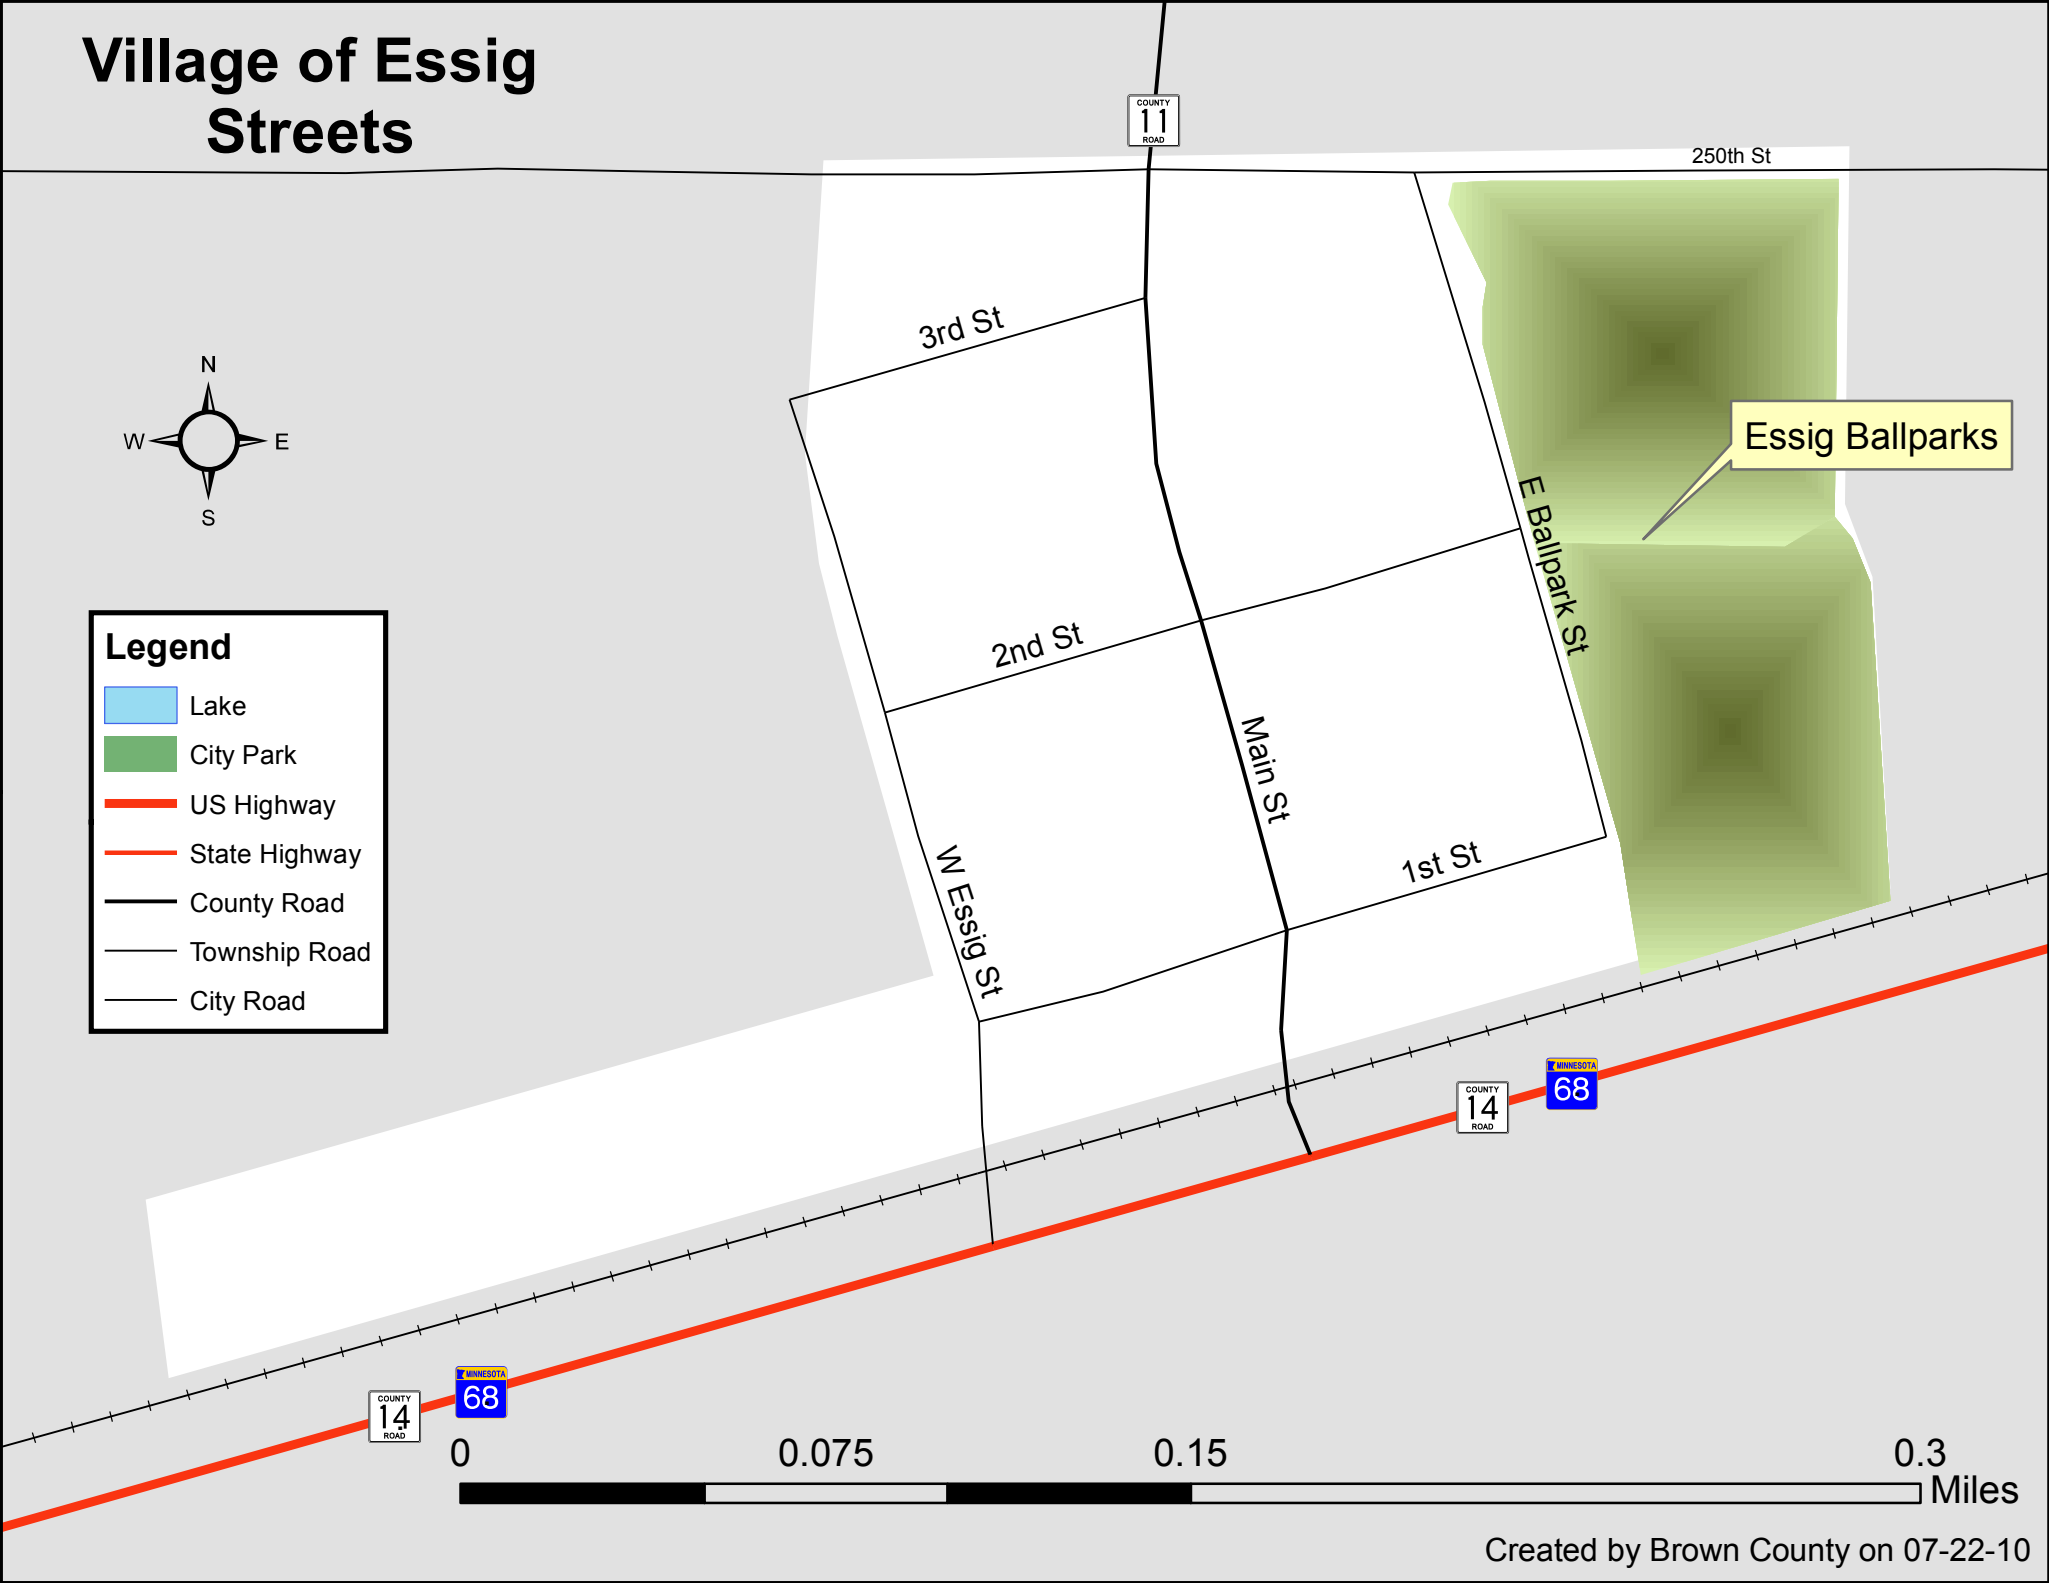 Village of Essig
Streets
COUNTY
11
ROAD
250th St
3rd St
N
W
E
S
Essig Ballparks
E Ballpark St
2nd St
Legend
Lake
City Park
US Highway
State Highway
County Road
Township Road
City Road
Main St
1st St
W Essig St
COUNTY
14
ROAD
MINNESOTA
68
COUNTY
14
ROAD
MINNESOTA
68
0 0.075 0.15 0.3
Miles
Created by Brown County on 07-22-10